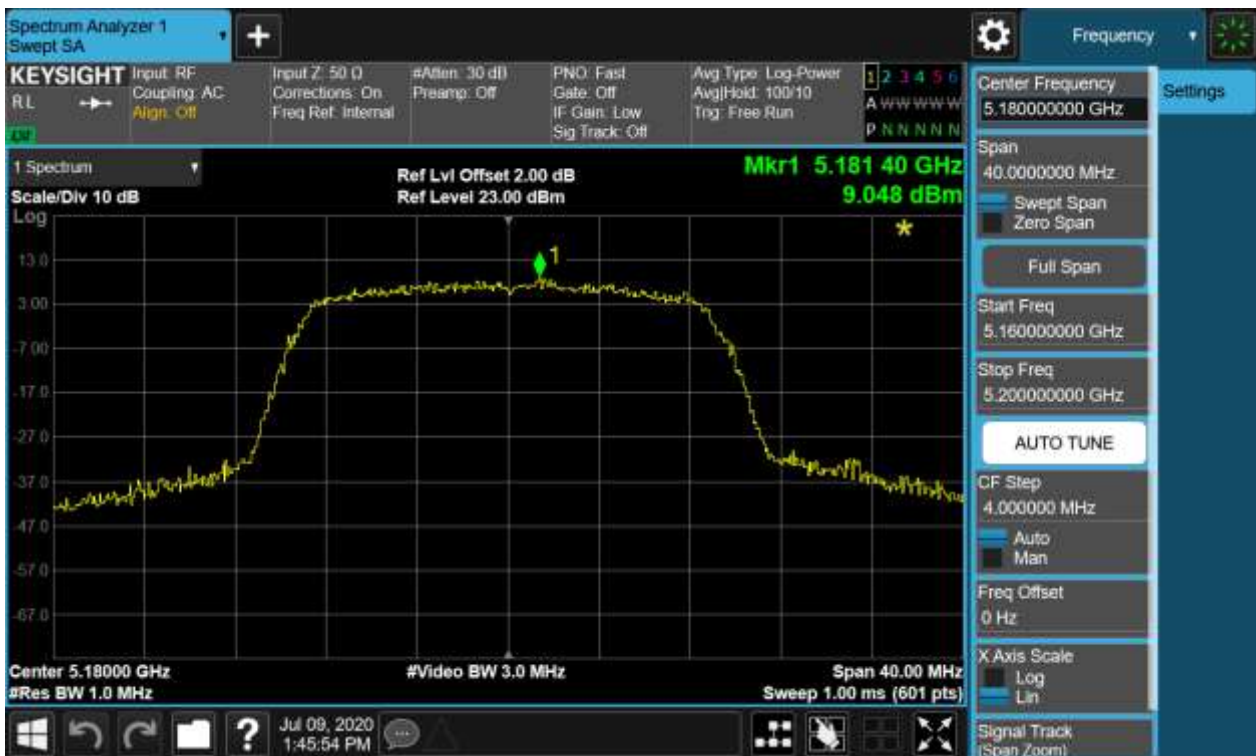 Spectrum Analyzer 1
Swept SA
Frequency
KEYSIGHT
RL
Input: RF
Coupling: AC
Align: Off
Input Z: 50 Ω
Corrections: On
Freq Ref: Internal
#Atten: 30 dB
Preamp: Off
PNO: Fast
Gate: Off
IF Gain: Low
Sig Track: Off
Avg Type: Log-Power
Avg|Hold: 100/10
Trig: Free Run
1 2 3 4 5 6
A W W W W W
P N N N N N
1 Spectrum
Scale/Div 10 dB
Log
Ref Lvl Offset 2.00 dB
Ref Level 23.00 dBm
Mkr1 5.181 40 GHz
9.048 dBm
1
13.0
3.00
-7.00
-17.0
-27.0
-37.0
-47.0
-57.0
-67.0
Center 5.18000 GHz
#Res BW 1.0 MHz
#Video BW 3.0 MHz
Span 40.00 MHz
Sweep 1.00 ms (601 pts)
Jul 09, 2020
1:45:54 PM
Center Frequency
5.180000000 GHz
Span
40.0000000 MHz
Swept Span
Zero Span
Full Span
Start Freq
5.160000000 GHz
Stop Freq
5.200000000 GHz
AUTO TUNE
CF Step
4.000000 MHz
Auto
Man
Freq Offset
0 Hz
X Axis Scale
Log
Lin
Signal Track
(Span Zoom)
Settings